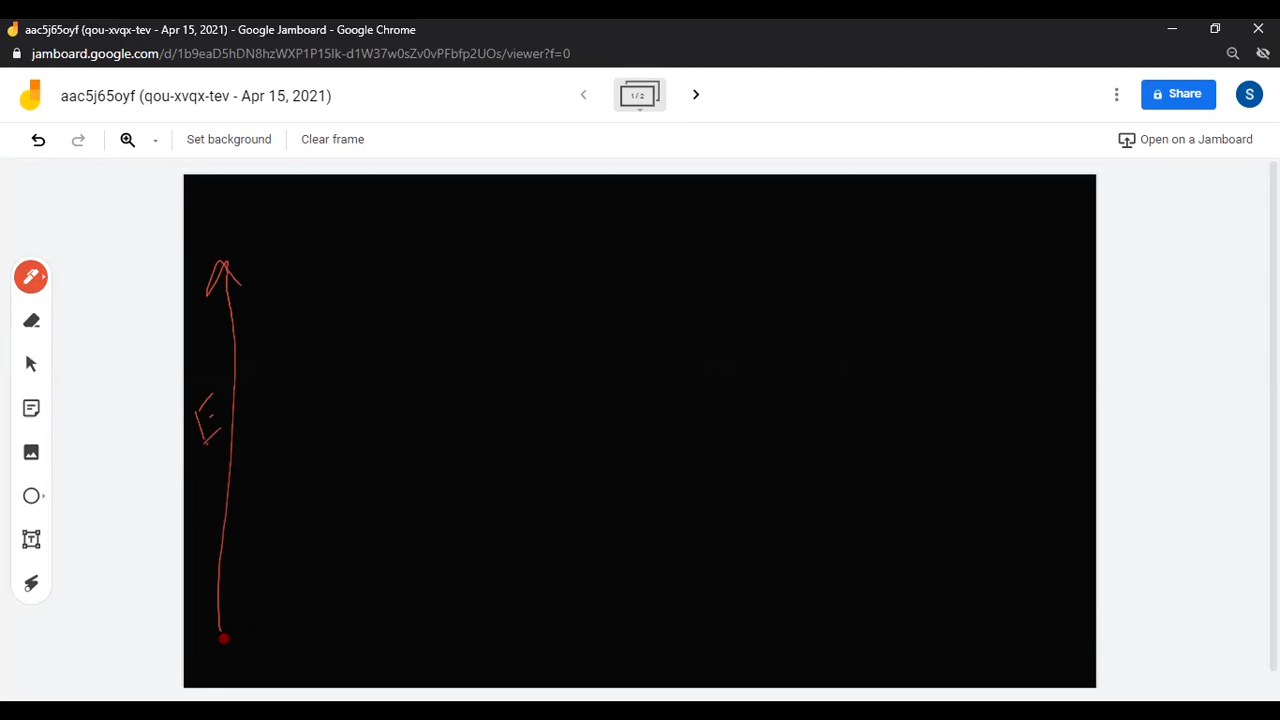 aac5j65oyf (qou-xvqx-tev - Apr 15, 2021) - Google Jamboard - Google Chrome
jamboard.google.com/d/1b9eaD5hDN8hzWXP1P15Ik-d1W37w0sZv0vPFbfp2UOs/viewer?f=0
aac5j65oyf (qou-xvqx-tev - Apr 15, 2021)
1/2
Share
S
Set background
Clear frame
Open on a Jamboard
E